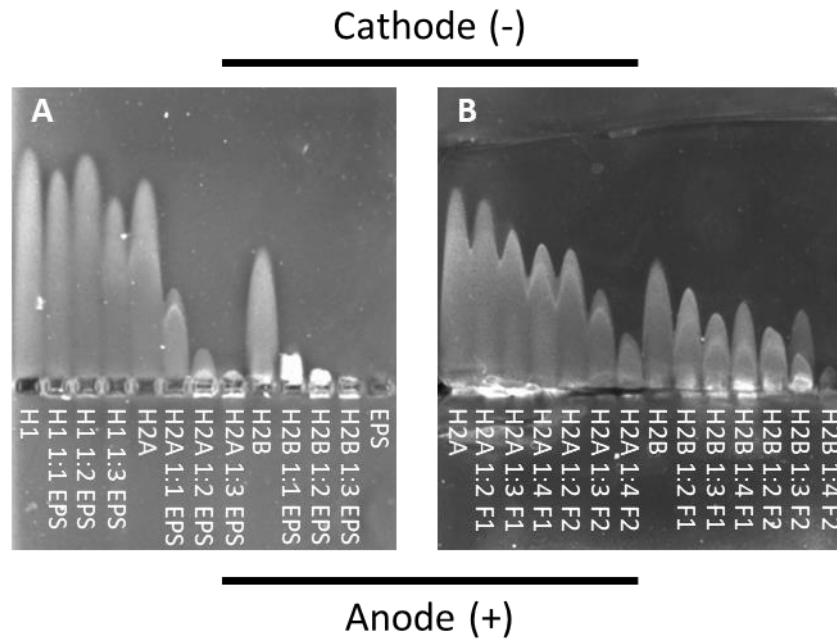 Cathode (-)
A
B
H1
H1 1:1 EPS
H1 1:2 EPS
H1 1:3 EPS
H2A
H2A 1:1 EPS
H2A 1:2 EPS
H2A 1:3 EPS
H2B
H2B 1:1 EPS
H2B 1:2 EPS
H2B 1:3 EPS
EPS
H2A
H2A 1:2 F1
H2A 1:3 F1
H2A 1:4 F1
H2A 1:2 F2
H2A 1:3 F2
H2A 1:4 F2
H2B
H2B 1:2 F1
H2B 1:3 F1
H2B 1:4 F1
H2B 1:2 F2
H2B 1:3 F2
H2B 1:4 F2
Anode (+)